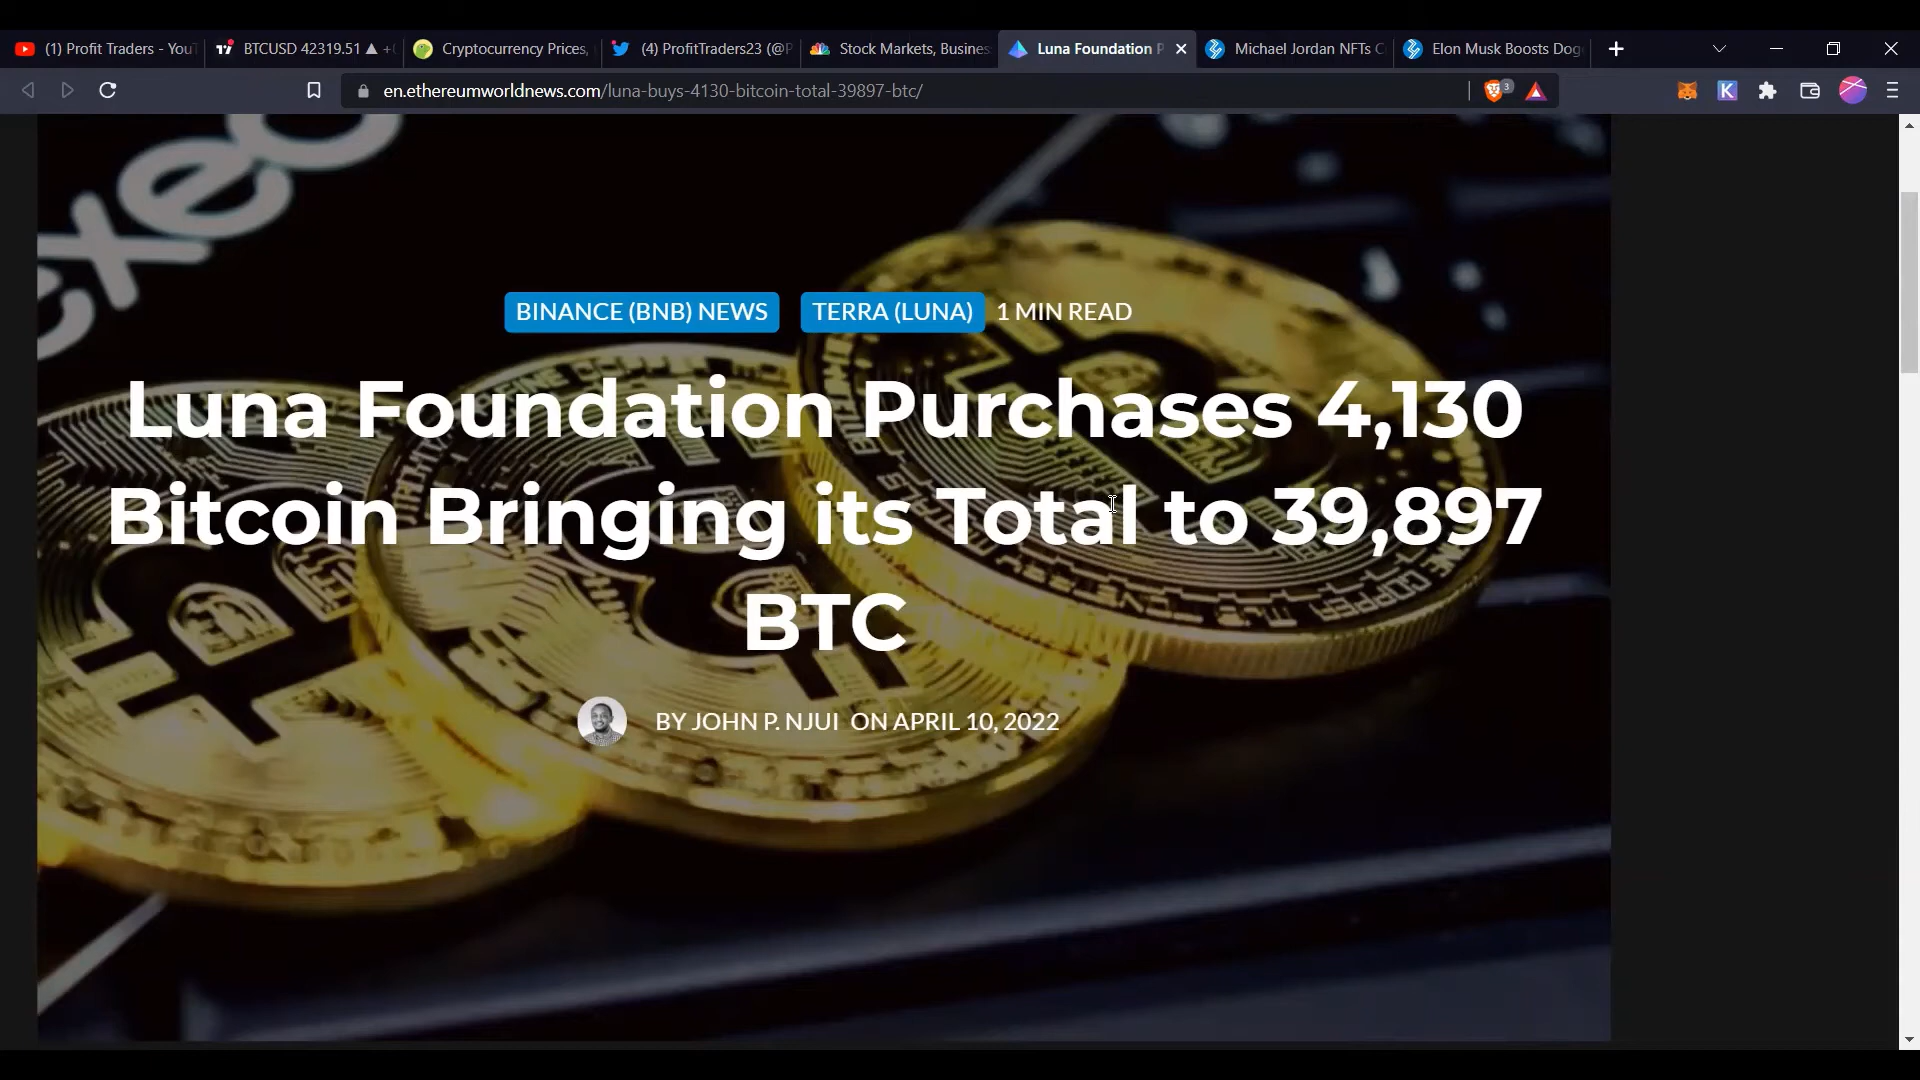 (1) Profit Traders - You
BTCUSD 42319.51 ▲ +
Cryptocurrency Prices,
(4) ProfitTraders23 (@P
Stock Markets, Busines
Luna Foundation P
Michael Jordan NFTs C
Elon Musk Boosts Dog
en.ethereumworldnews.com/luna-buys-4130-bitcoin-total-39897-btc/
3
K
BINANCE (BNB) NEWS
TERRA (LUNA)
1 MIN READ
Luna Foundation Purchases 4,130
Bitcoin Bringing its Total to 39,897
BTC
BY JOHN P. NJUI ON APRIL 10, 2022